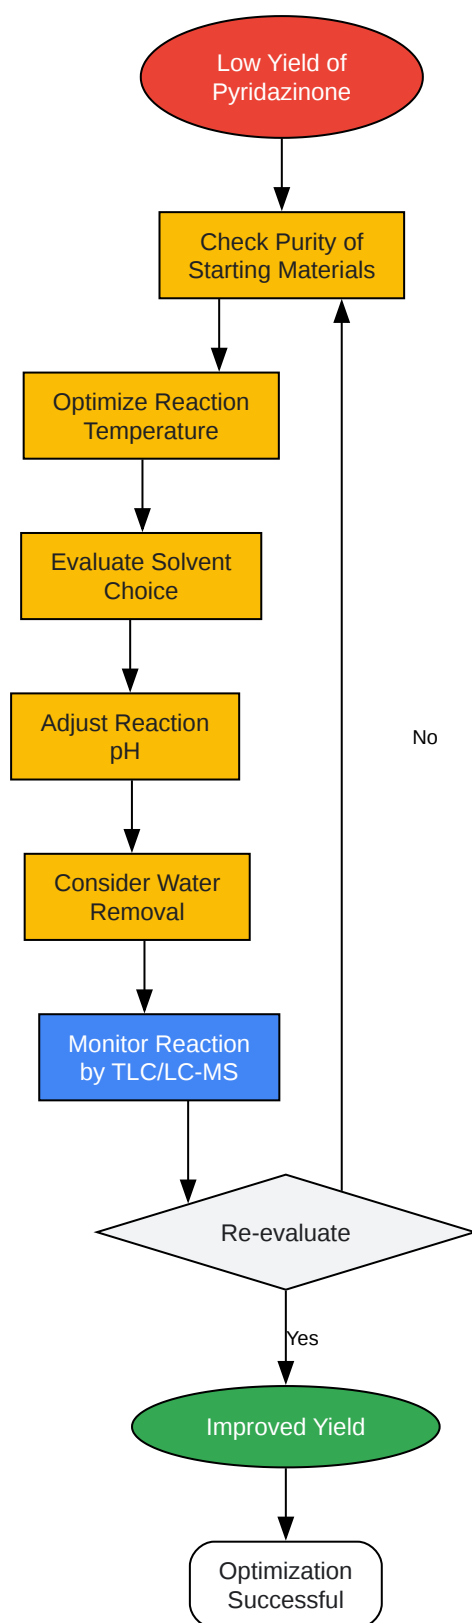 Low Yield of
Pyridazinone
Check Purity of
Starting Materials
Optimize Reaction
Temperature
Evaluate Solvent
Choice
Adjust Reaction
pH
No
Consider Water
Removal
Monitor Reaction
by TLC/LC-MS
Re-evaluate
Yes
Improved Yield
Optimization
Successful